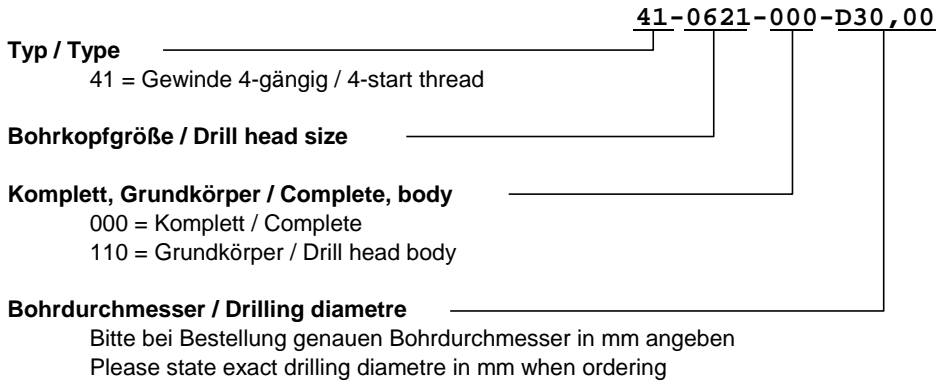 41-0621-000-D30,00
Typ / Type
41 = Gewinde 4-gängig / 4-start thread
Bohrkopfgröße / Drill head size
Komplett, Grundkörper / Complete, body
000 = Komplett / Complete
110 = Grundkörper / Drill head body
Bohrdurchmesser / Drilling diametre
Bitte bei Bestellung genauen Bohrdurchmesser in mm angeben
Please state exact drilling diametre in mm when ordering